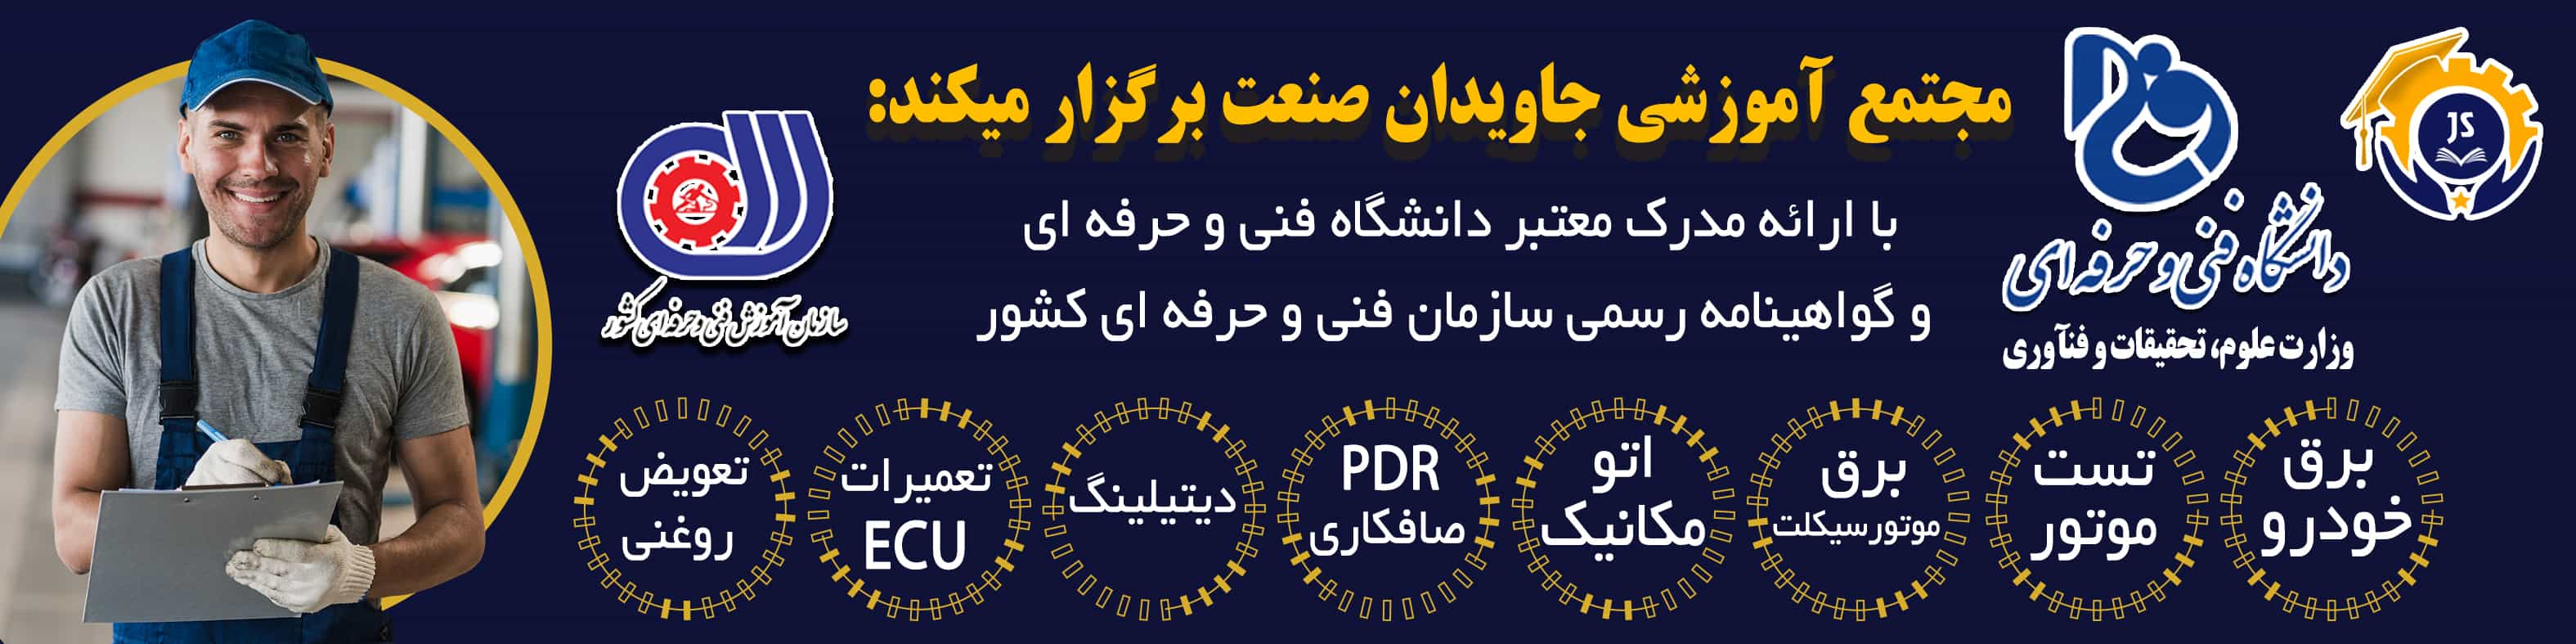 مجتمع آموزشی جاویدان صنعت برگزار میکند:
با ارائه مدرک معتبر دانشگاه فنی و حرفه ای
و گواهینامه رسمی سازمان فنی و حرفه ای کشور
JS
دانشگاه فنی و حرفه‌ای
وزارت علوم، تحقیقات و فنآوری
سازمان آموزش فنی و حرفه‌ای کشور
برق
خودرو
تست
موتور
برق
موتورسیکلت
اتو
مکانیک
PDR
صافکاری
دیتیلینگ
تعمیرات
ECU
تعویض
روغنی